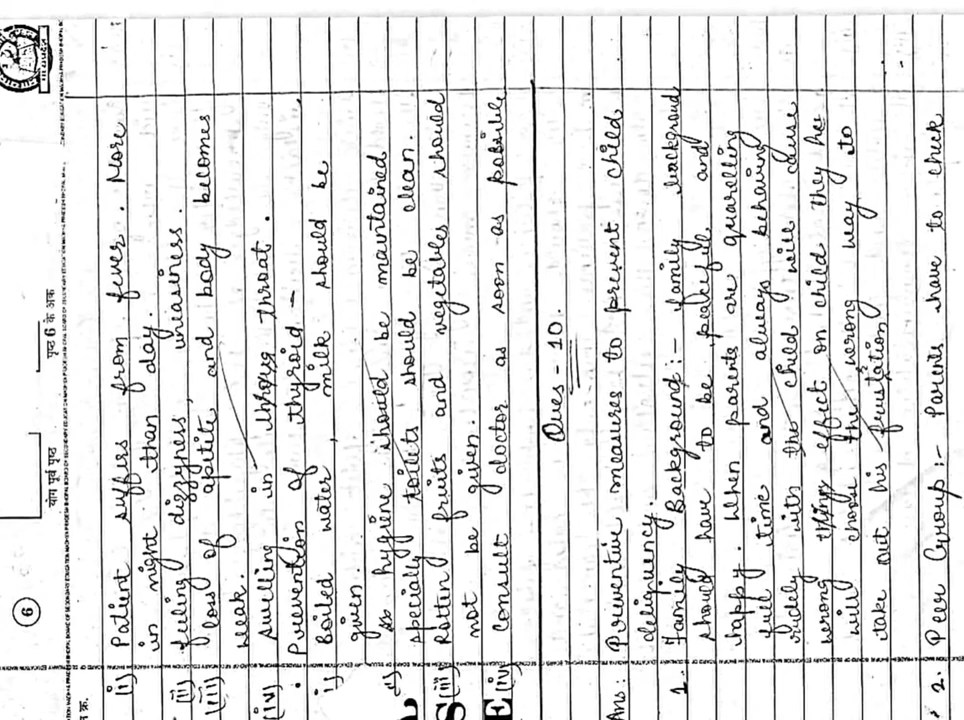 6
योग पूर्व पृष्ठ
पृष्ठ 6 के अंक
न क्र.
(i) Patient suffers from fever. More
in night than day.
(ii) feeling dizzyness, uneasiness.
(iii) loss of apitite and body becomes
weak.
(iv) Swelling in throat.
• Prevention of thyroid —
i) Boiled water, milk should be
given.
ii) hygiene should be maintained
specially toilets should be clean.
(iii) Rotten fruits and vegetables should
not be given.
(iv) Consult doctor as soon as pobible
Ques - 10.
Ans: Preventive measures to prevent child
deliquency.
1. Family Background :- family background
should have to be peaceful and
happy. When parents are quarelling
full time and always behaving
rudely with the child will cause
wrong effect on child they he
will choose the wrong way to
take out his frustation
2. Peer Group :- Parents have to check
S
E